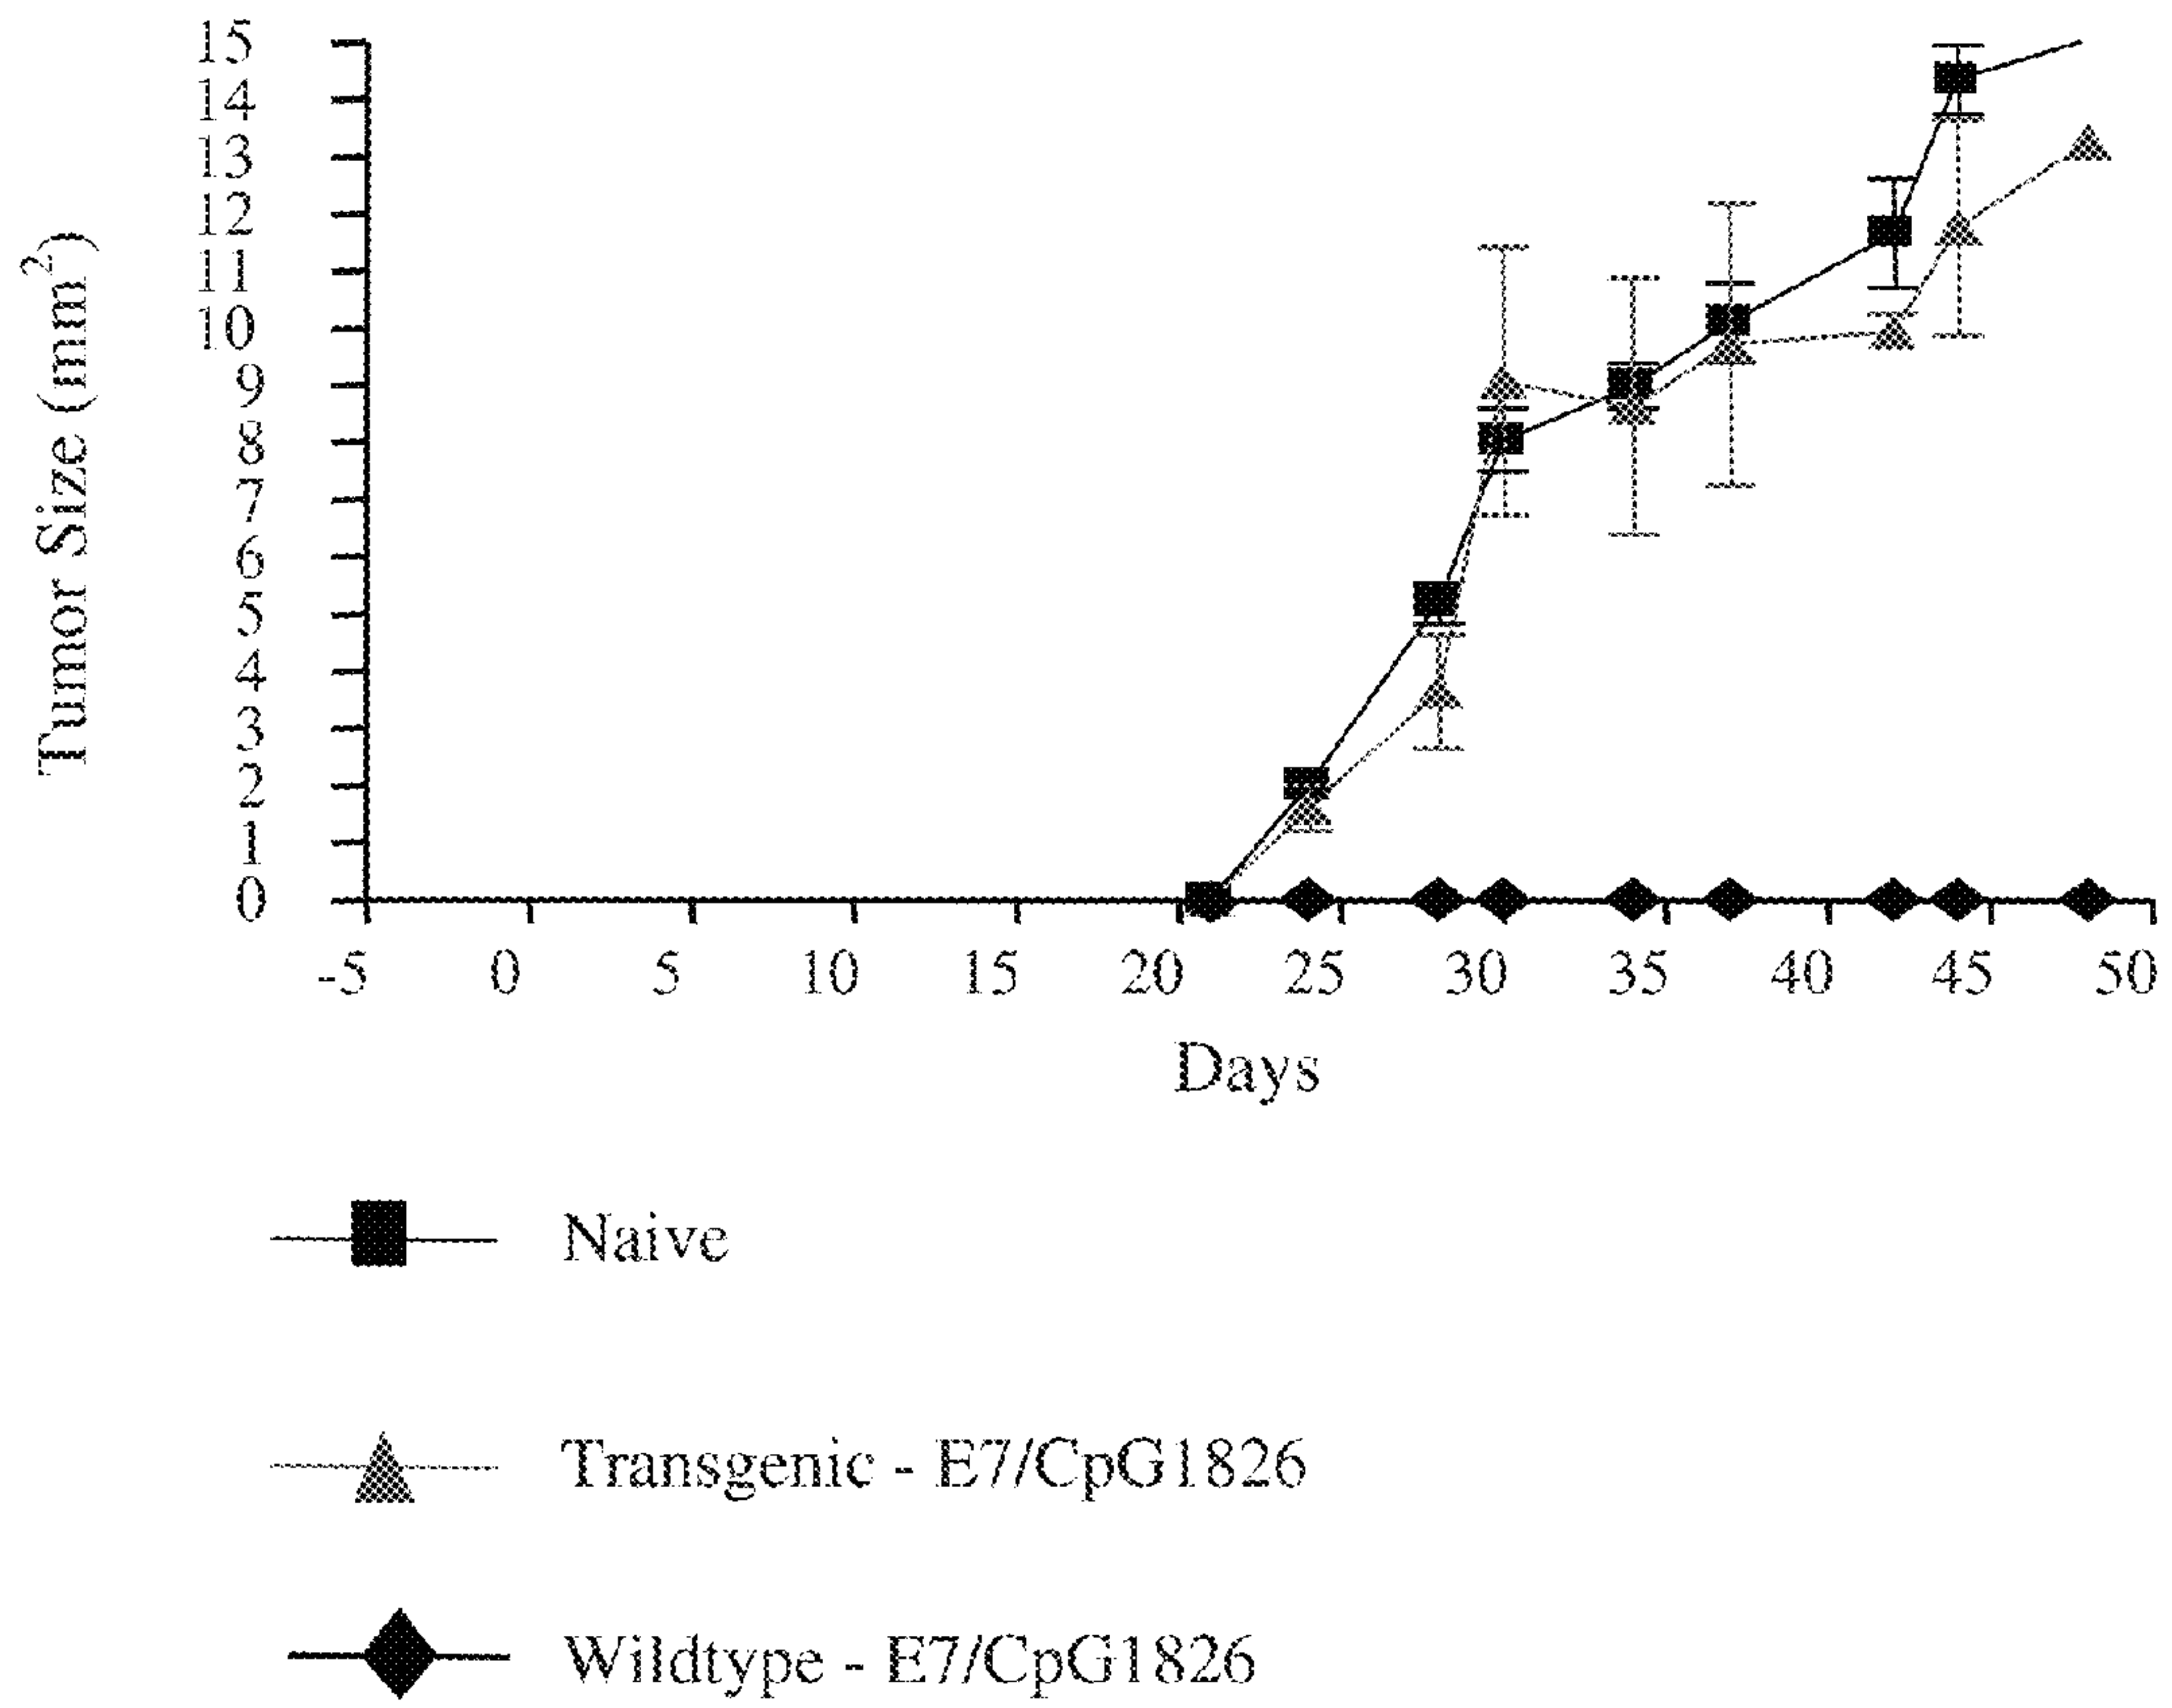 Tumor Size (mm²)
15
14
13
12
11
10
9
8
7
6
5
4
3
2
1
0
-5 0 5 10 15 20 25 30 35 40 45 50
Days
Naive
Transgenic - E7/CpG1826
Wildtype - E7/CpG1826